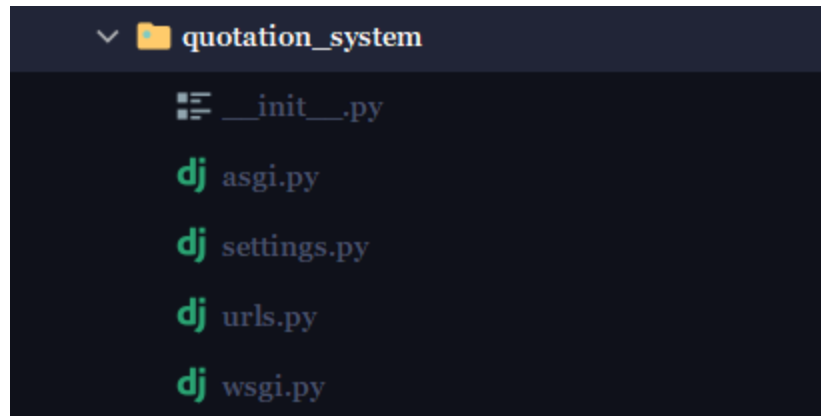 quotation_system
__init__.py
dj asgi.py
dj settings.py
dj urls.py
dj wsgi.py